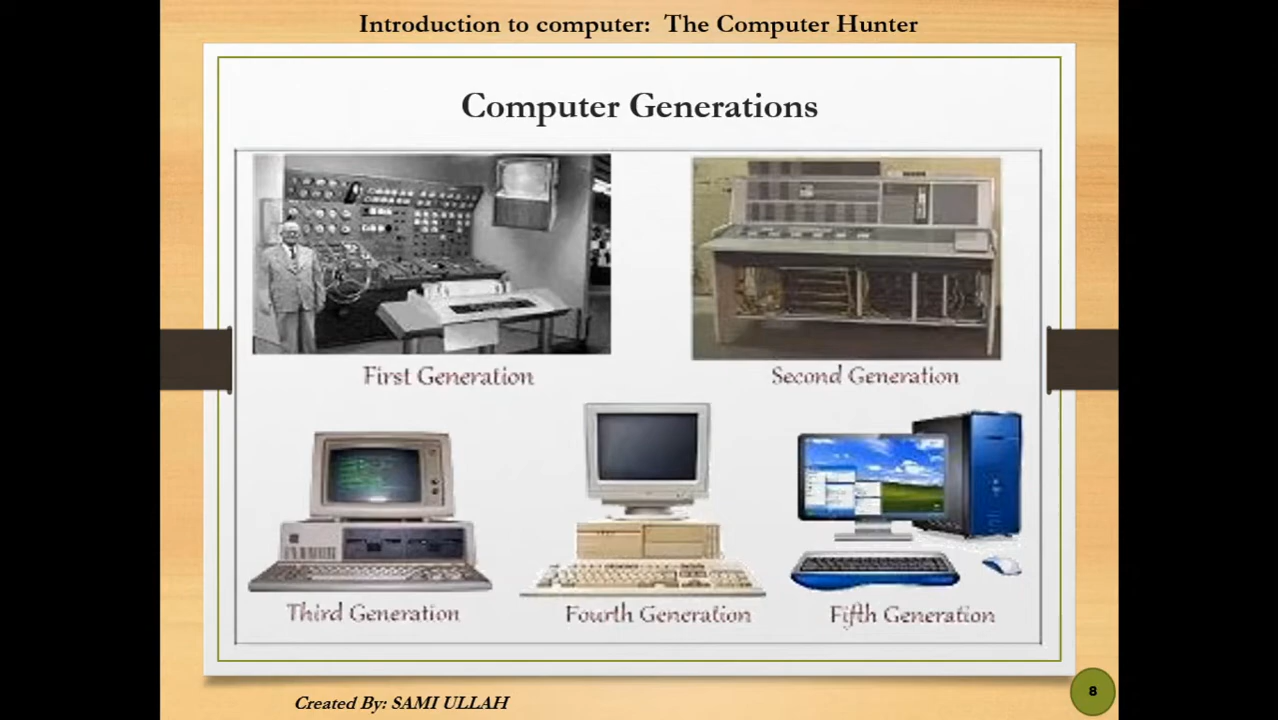 Introduction to computer: The Computer Hunter
Computer Generations
First Generation
Second Generation
Third Generation
Fourth Generation
Fifth Generation
Created By: SAMI ULLAH
8